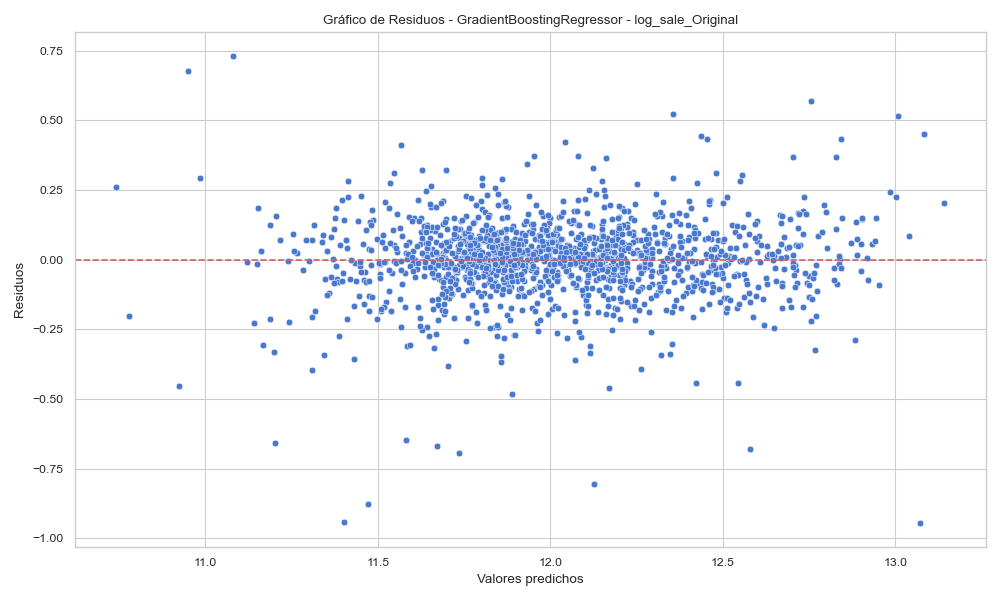 Gráfico de Residuos - GradientBoostingRegressor - log_sale_Original
0.75
0.50
0.25
0.00
−0.25
−0.50
−0.75
−1.00
Residuos
11.0 11.5 12.0 12.5 13.0
Valores predichos